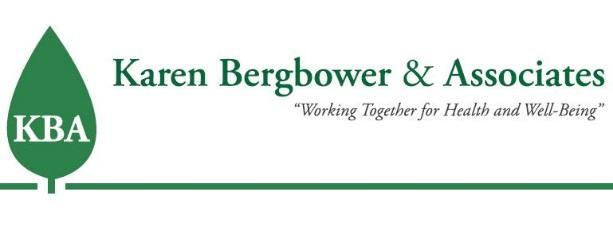 Karen Bergbower & Associates
“Working Together for Health and Well-Being”
KBA